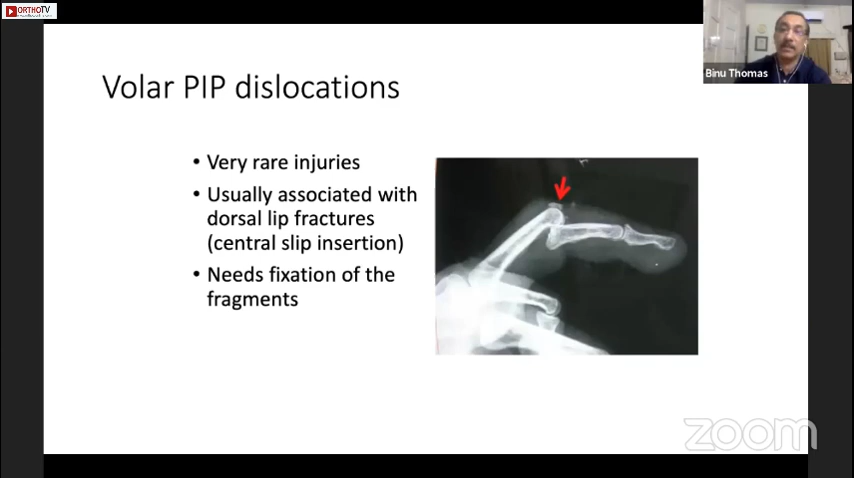 ORTHOTV
Binu Thomas
Volar PIP dislocations
• Very rare injuries
• Usually associated with
dorsal lip fractures
(central slip insertion)
• Needs fixation of the
fragments
zoom